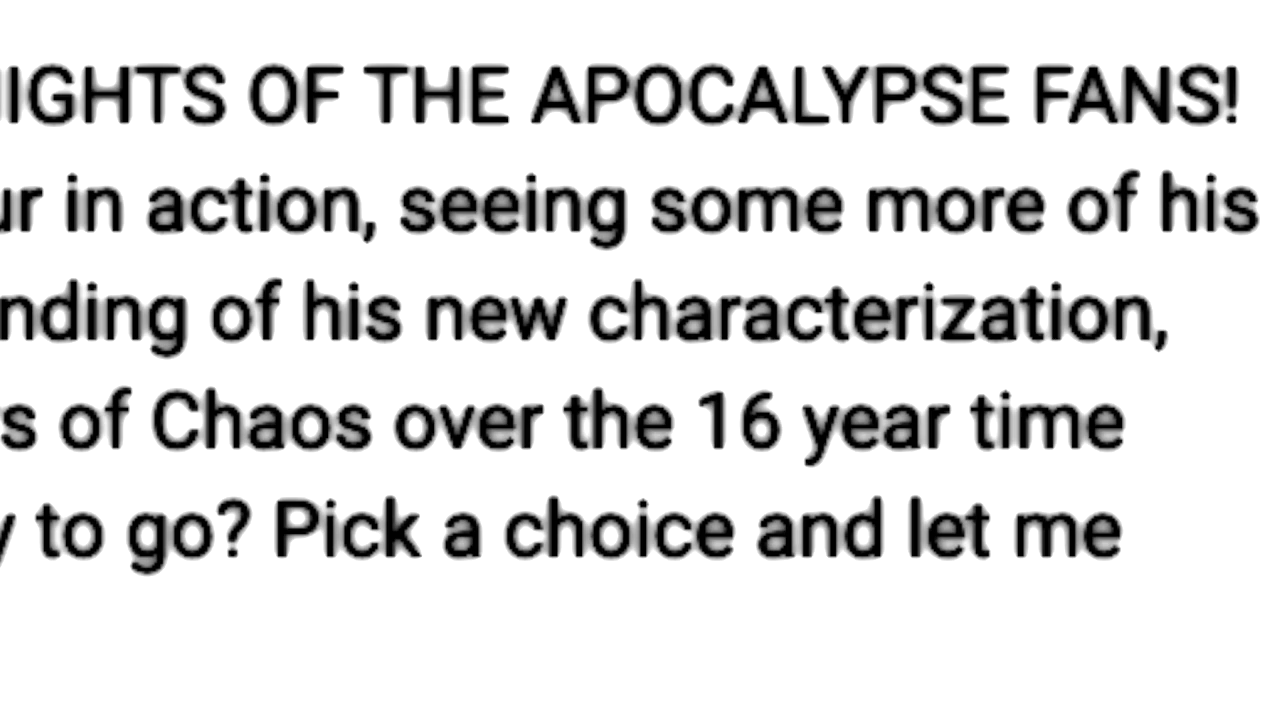 IGHTS OF THE APOCALYPSE FANS!
ur in action, seeing some more of his
nding of his new characterization,
s of Chaos over the 16 year time
y to go? Pick a choice and let me